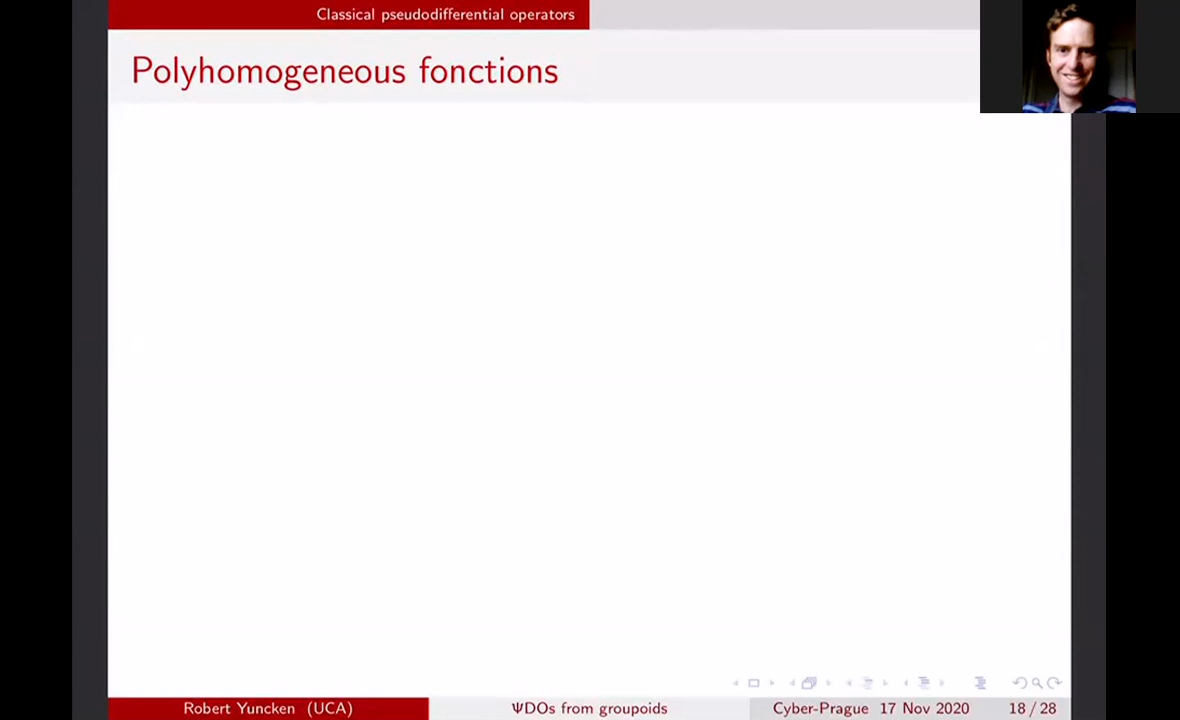 Classical pseudodifferential operators
Polyhomogeneous fonctions
Robert Yuncken (UCA)
ΨDOs from groupoids
Cyber-Prague 17 Nov 2020
18 / 28